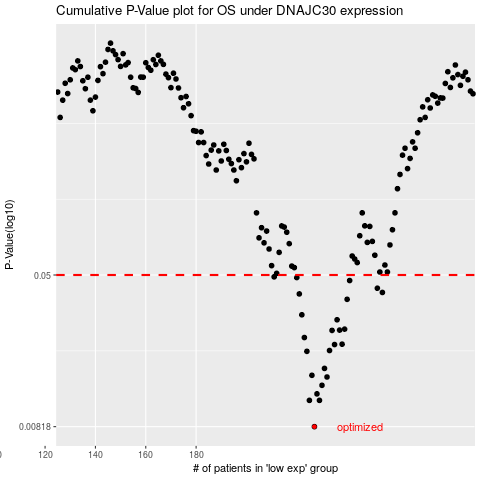 Cumulative P-Value plot for OS under DNAJC30 expression
P-Value(log10)
0.05
0.00818
optimized
0
120
140
160
180
# of patients in 'low exp' group